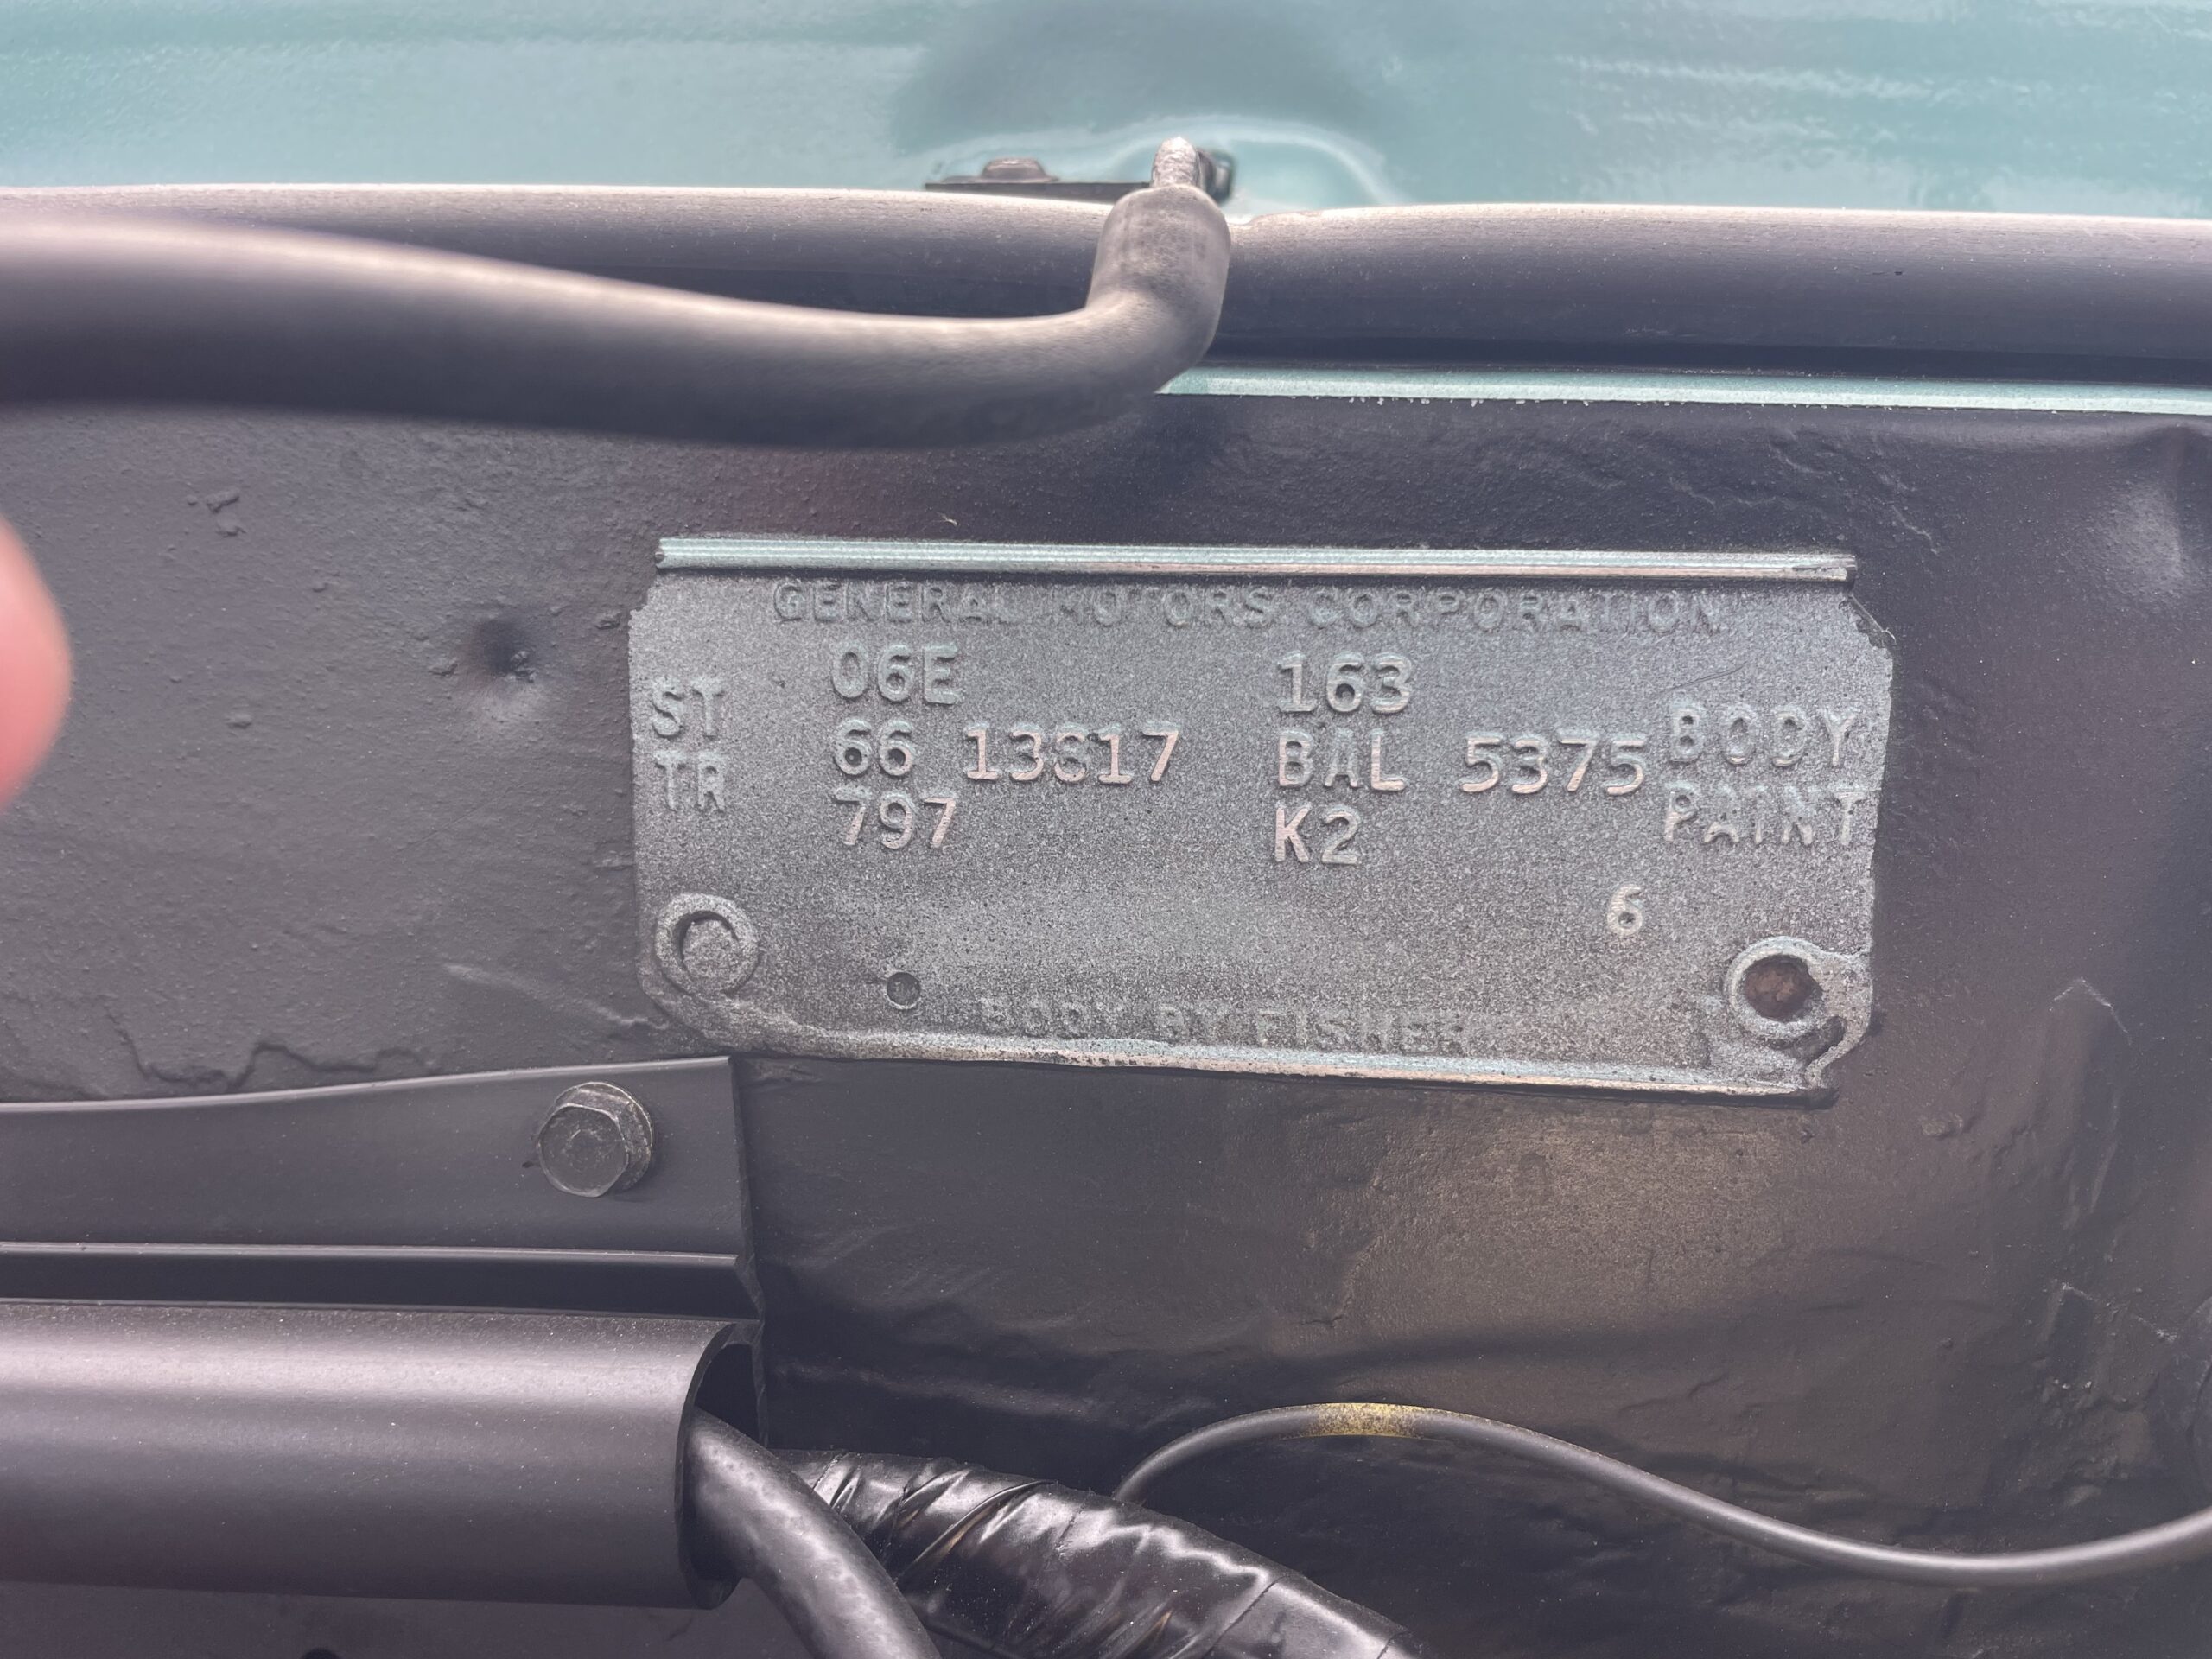 GENERAL MOTORS CORPORATION
06E 163
ST 66 13817 BAL 5375 BODY
TR 797 K2 PAINT
6
BODY BY FISHER